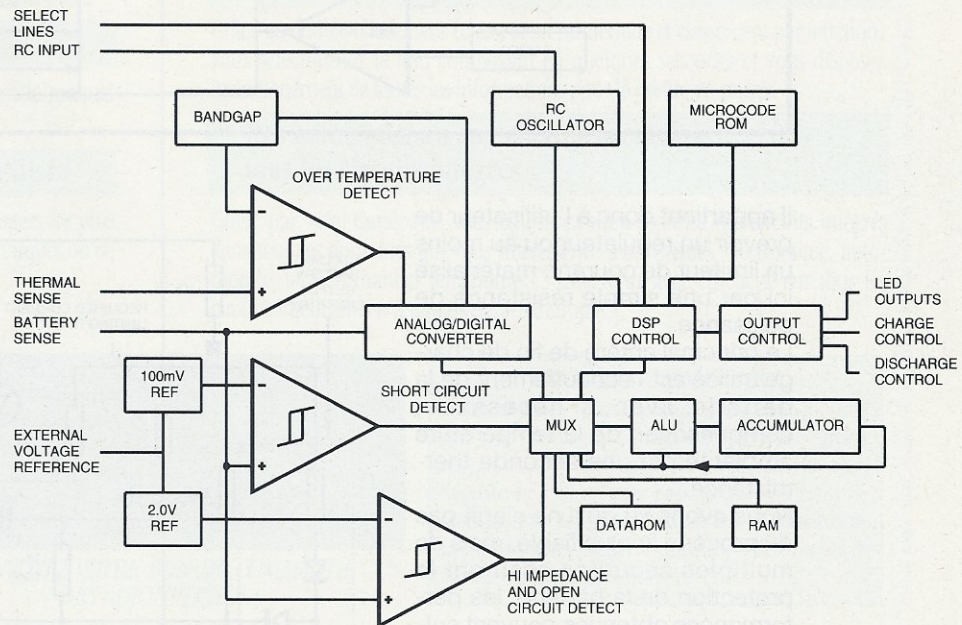 SELECT
LINES
RC INPUT
BANDGAP
RC
OSCILLATOR
MICROCODE
ROM
OVER TEMPERATURE
DETECT
-
+
THERMAL
SENSE
BATTERY
SENSE
ANALOG/DIGITAL
CONVERTER
DSP
CONTROL
OUTPUT
CONTROL
LED
OUTPUTS
CHARGE
CONTROL
DISCHARGE
CONTROL
100mV
REF
SHORT CIRCUIT
DETECT
-
+
MUX
ALU
ACCUMULATOR
EXTERNAL
VOLTAGE
REFERENCE
2.0V
REF
-
+
DATAROM
RAM
HI IMPEDANCE
AND OPEN
CIRCUIT DETECT